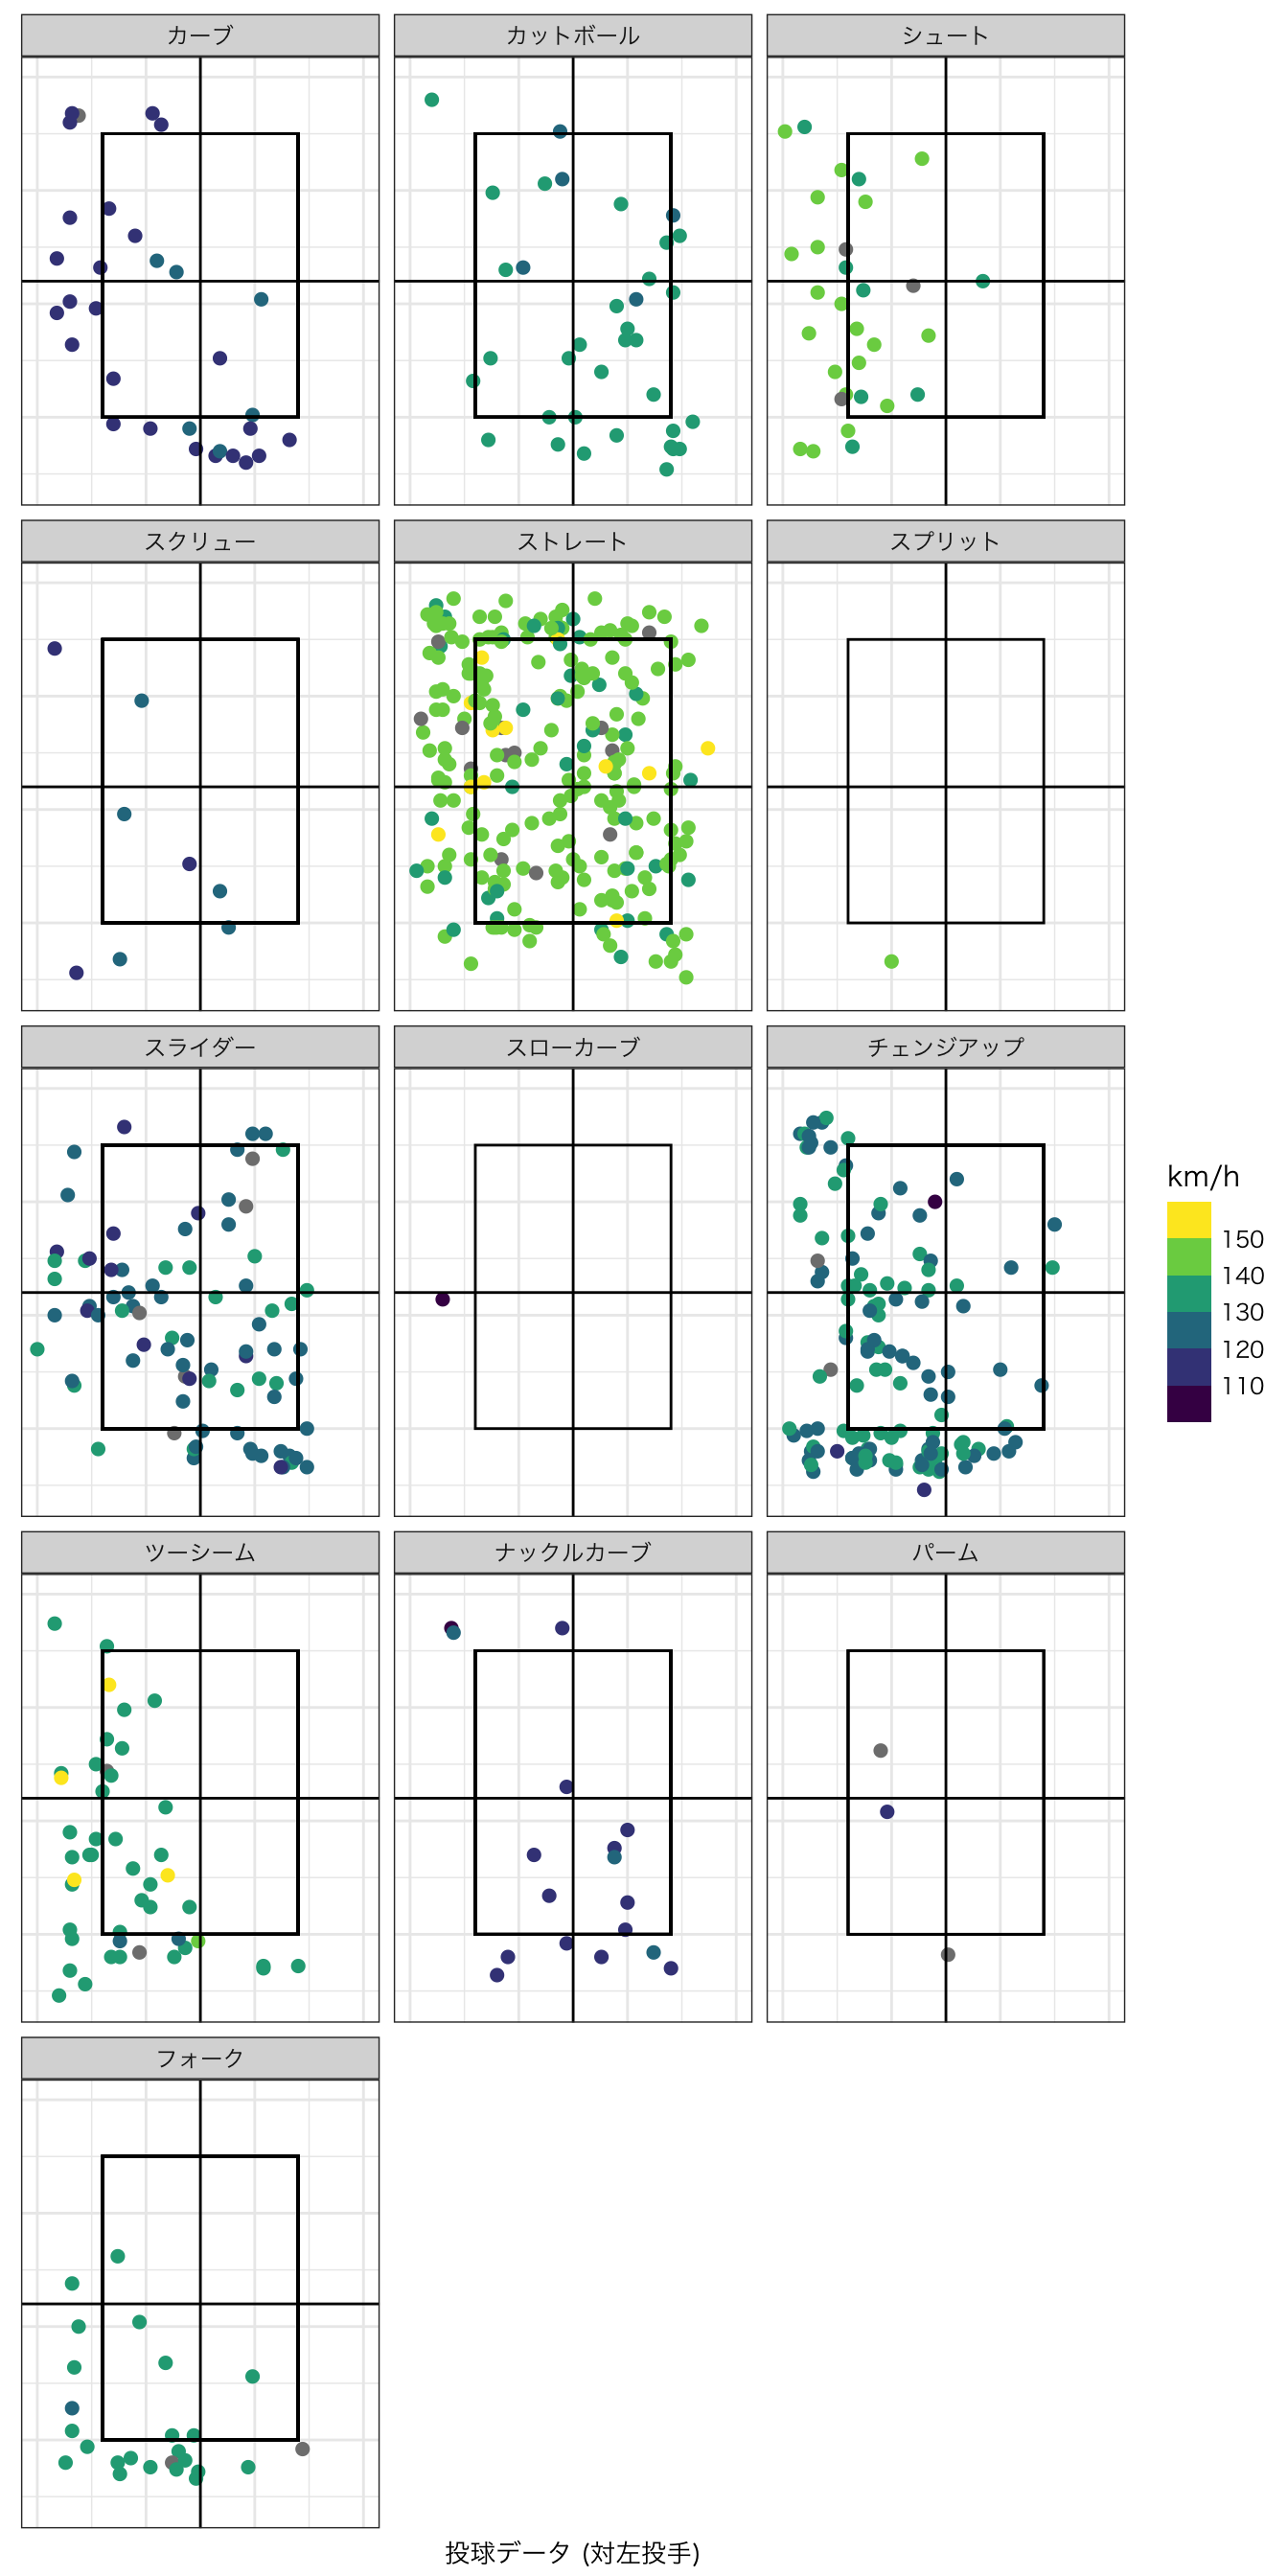 カーブ
カットボール
シュート
スクリュー
ストレート
スプリット
スライダー
スローカーブ
チェンジアップ
km/h
150
140
130
120
110
ツーシーム
ナックルカーブ
パーム
フォーク
投球データ (対左投手)